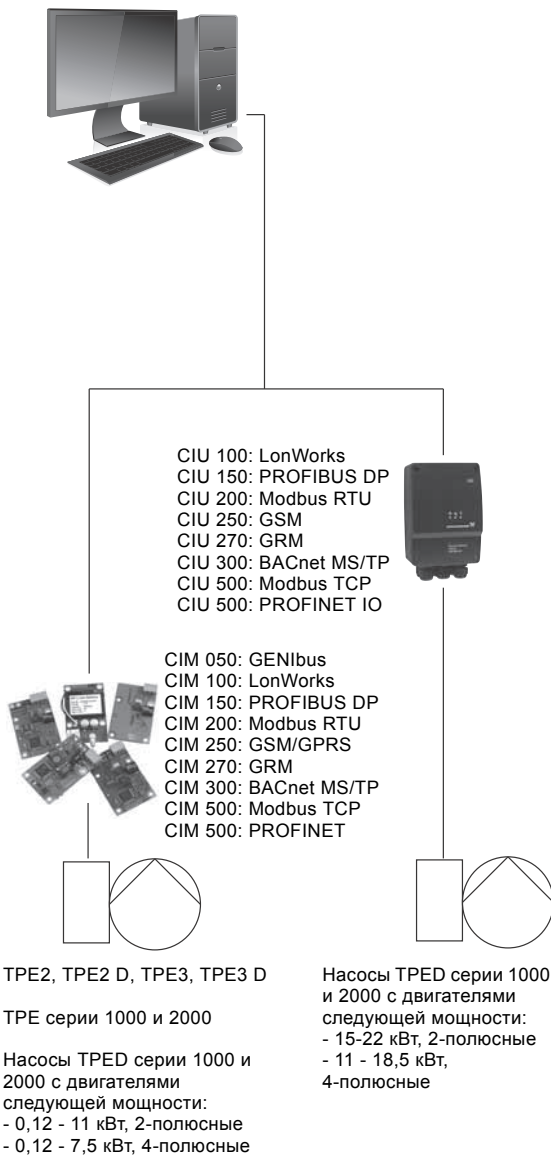 CIU 100: LonWorks
CIU 150: PROFIBUS DP
CIU 200: Modbus RTU
CIU 250: GSM
CIU 270: GRM
CIU 300: BACnet MS/TP
CIU 500: Modbus TCP
CIU 500: PROFINET IO
CIM 050: GENIbus
CIM 100: LonWorks
CIM 150: PROFIBUS DP
CIM 200: Modbus RTU
CIM 250: GSM/GPRS
CIM 270: GRM
CIM 300: BACnet MS/TP
CIM 500: Modbus TCP
CIM 500: PROFINET
TPE2, TPE2 D, TPE3, TPE3 D
TPE серии 1000 и 2000
Насосы TPED серии 1000 и
2000 с двигателями
следующей мощности:
- 0,12 - 11 кВт, 2-полюсные
- 0,12 - 7,5 кВт, 4-полюсные
Насосы TPED серии 1000
и 2000 с двигателями
следующей мощности:
- 15-22 кВт, 2-полюсные
- 11 - 18,5 кВт,
4-полюсные